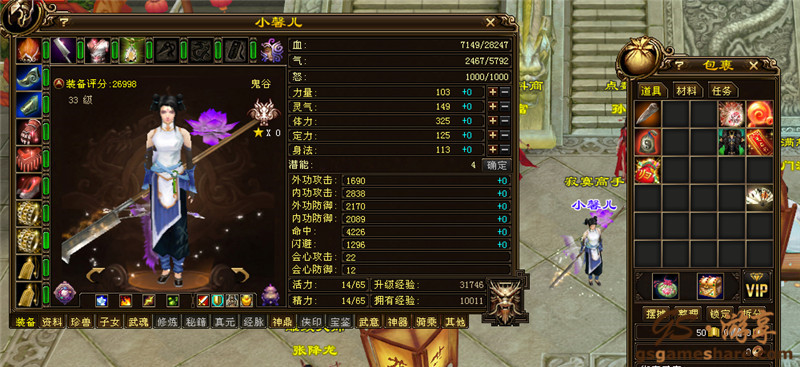 小馨儿
血: 7149/28247
气: 2467/5792
怒: 1000/1000
装备评分:26998
鬼谷
33 级
X 0
力量: 103 +0
灵气: 149 +0
体力: 325 +0
定力: 125 +0
身法: 113 +0
潜能: 4 确定
外功攻击: 1690 +0
内功攻击: 2838 +0
外功防御: 2170 +0
内功防御: 2089 +0
命中: 4226 +0
闪避: 1296 +0
会心攻击: 22
会心防御: 12
活力: 14/65 升级经验: 31746
精力: 14/65 拥有经验: 10011
装备 资料 珍兽 子女 武魂 修炼 秘籍 真元 经脉 神鼎 侠印 宝鉴 武意 神器 骑乘 其他
张降龙
寂寞高手
小馨儿
包裹
道具 材料 任务
VIP
摆摊 整理 锁定 拆分
50
gsgameshare.com